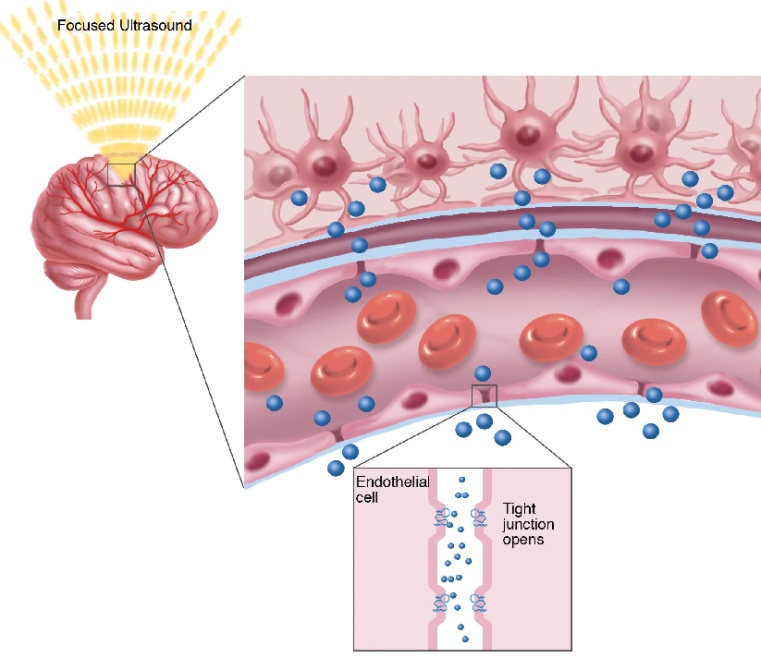 Focused Ultrasound
Endothelial
cell
Tight
junction
opens